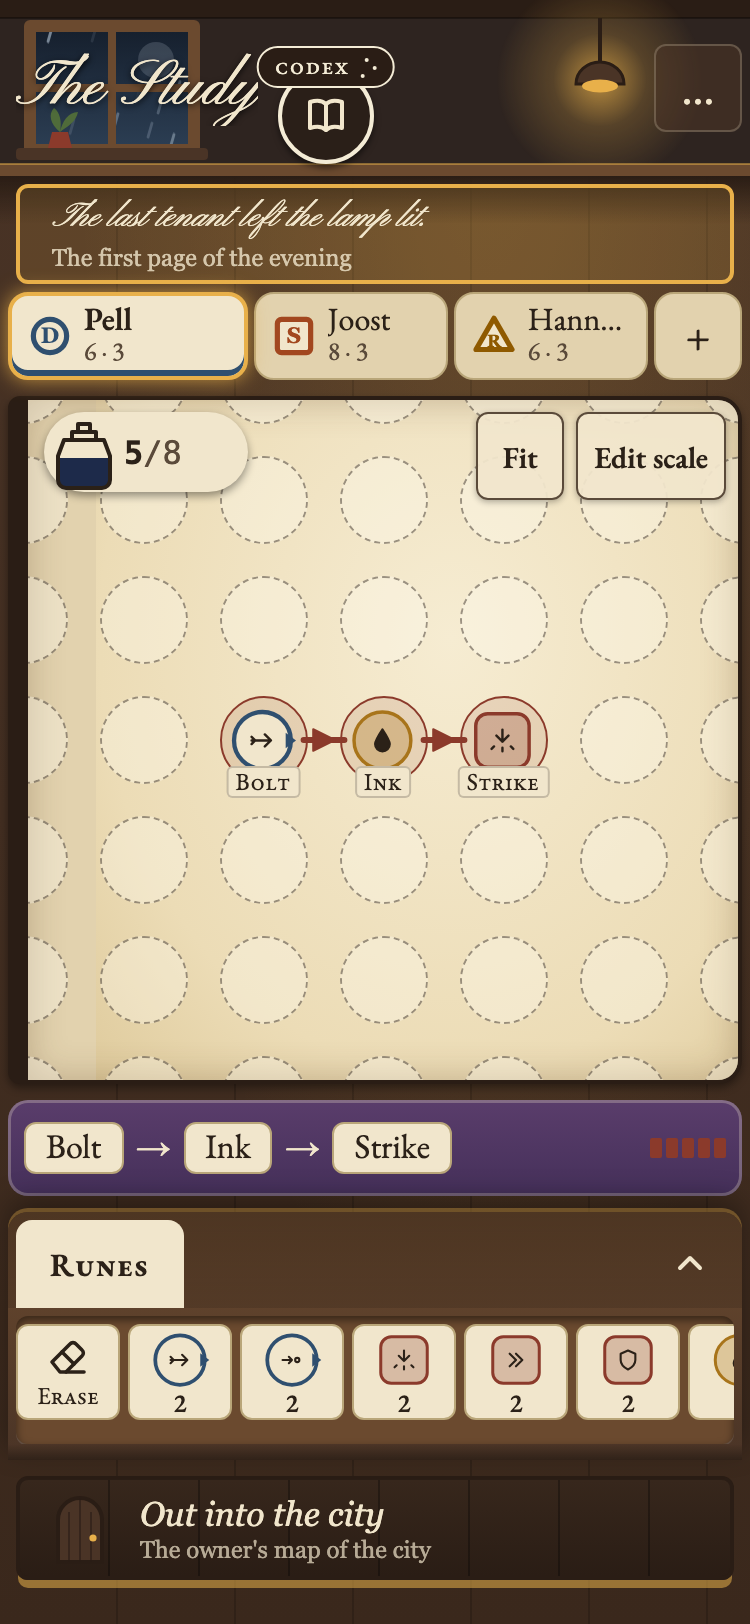 The Study
CODEX
...
The last tenant left the lamp lit.
The first page of the evening
D
Pell
6·3
S
Joost
8·3
R
Hann...
6·3
+
5/8
Fit
Edit scale
BOLT
INK
STRIKE
Bolt → Ink → Strike
RUNES
ERASE
2
2
2
2
2
Out into the city
The owner's map of the city